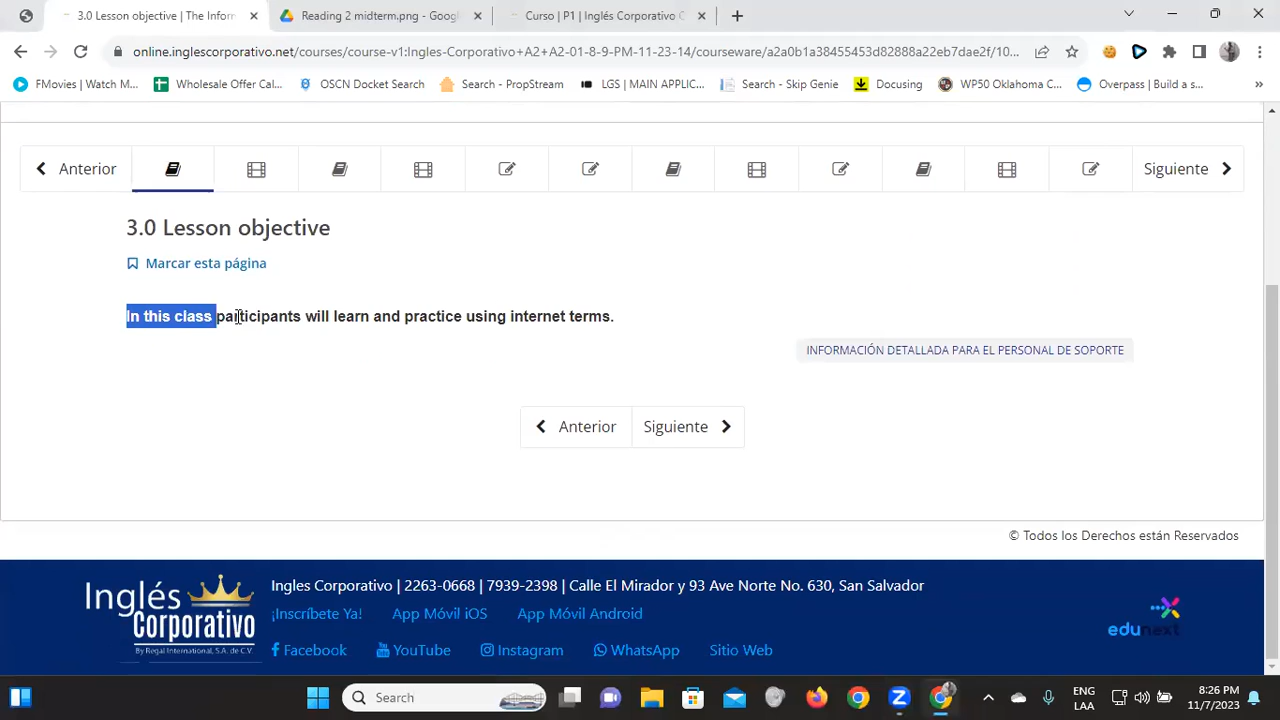 3.0 Lesson objective | The Inform
Reading 2 midterm.png - Google
Curso | P1 | Inglés Corporativo C
online.inglescorporativo.net/courses/course-v1:Ingles-Corporativo+A2+A2-01-8-9-PM-11-23-14/courseware/a2a0b1a38455453d82888a22eb7dae2f/10...
FMovies | Watch M...
Wholesale Offer Cal...
OSCN Docket Search
Search - PropStream
LGS | MAIN APPLIC...
Search - Skip Genie
Docusing
WP50 Oklahoma C...
Overpass | Build a s...
Anterior
Siguiente
3.0 Lesson objective
Marcar esta página
In this class participants will learn and practice using internet terms.
INFORMACIÓN DETALLADA PARA EL PERSONAL DE SOPORTE
Anterior
Siguiente
© Todos los Derechos están Reservados
Inglés
Corporativo
By Regal International, S.A. de C.V.
Ingles Corporativo | 2263-0668 | 7939-2398 | Calle El Mirador y 93 Ave Norte No. 630, San Salvador
¡Inscríbete Ya!
App Móvil iOS
App Móvil Android
Facebook
YouTube
Instagram
WhatsApp
Sitio Web
edunext
Search
ENG
LAA
8:26 PM
11/7/2023